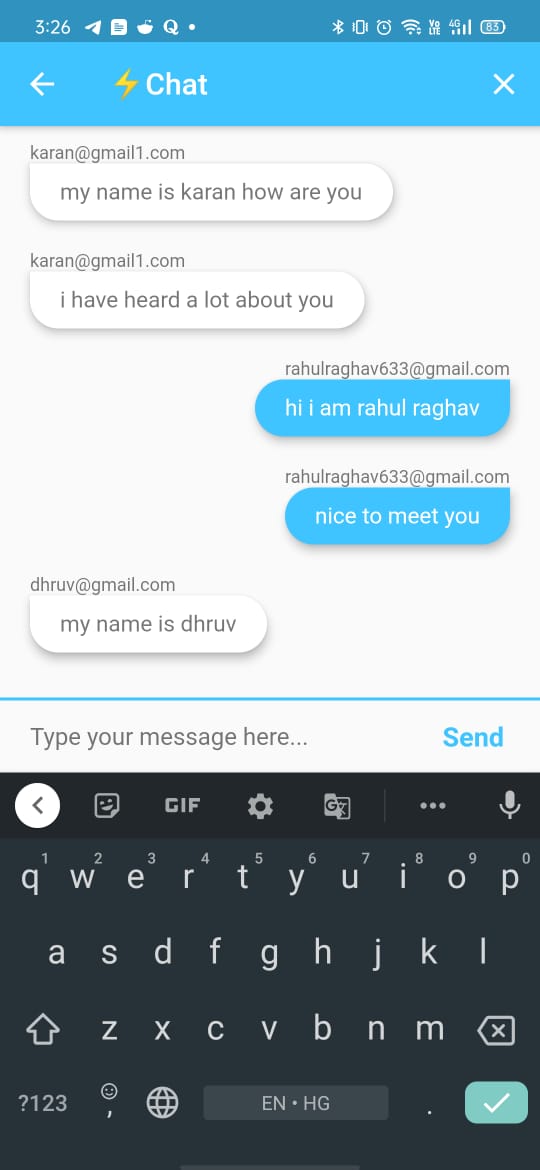 3:26 Q Vo LTE 4G 83
⚡Chat
karan@gmail1.com
my name is karan how are you
karan@gmail1.com
i have heard a lot about you
rahulraghav633@gmail.com
hi i am rahul raghav
rahulraghav633@gmail.com
nice to meet you
dhruv@gmail.com
my name is dhruv
Type your message here... Send
GIF G
1 2 3 4 5 6 7 8 9 0
q w e r t y u i o p
a s d f g h j k l
z x c v b n m
?123 , EN • HG .